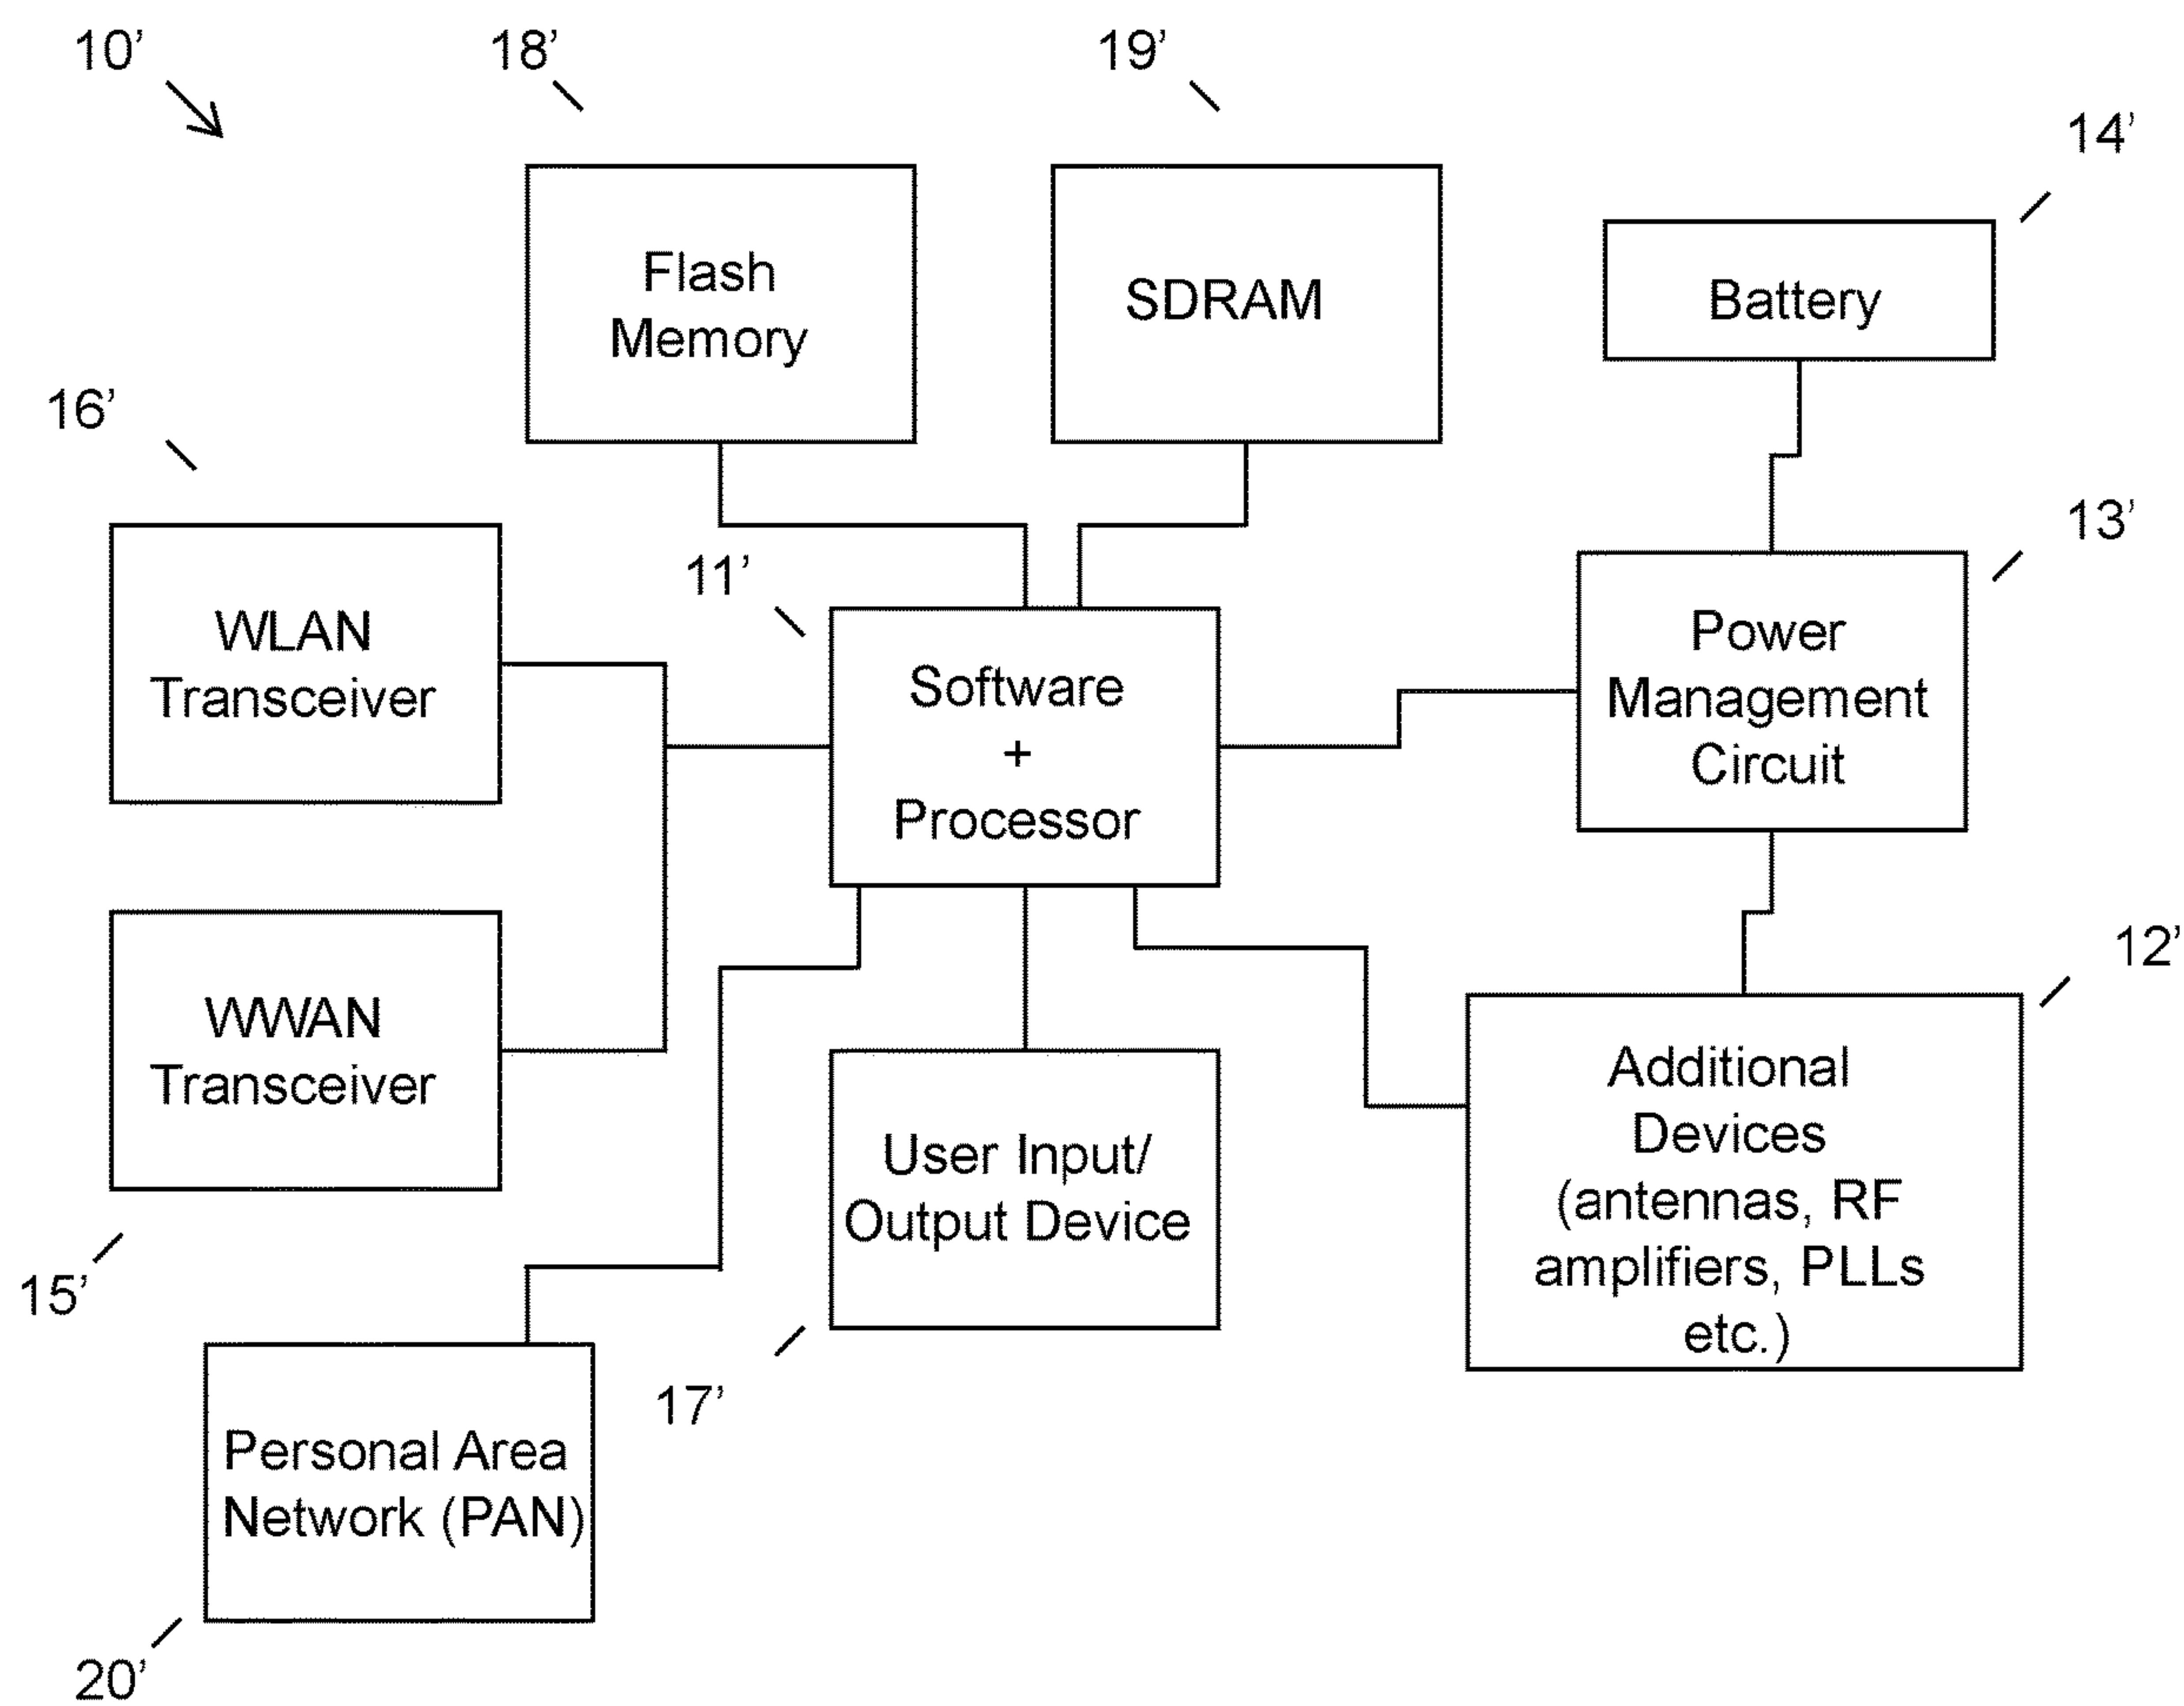 10’
18’
19’
14’
Flash
Memory
SDRAM
Battery
16’
13’
11’
WLAN
Transceiver
Software
+
Processor
Power
Management
Circuit
12’
WWAN
Transceiver
User Input/
Output Device
Additional
Devices
(antennas, RF
amplifiers, PLLs
etc.)
15’
17’
Personal Area
Network (PAN)
20’